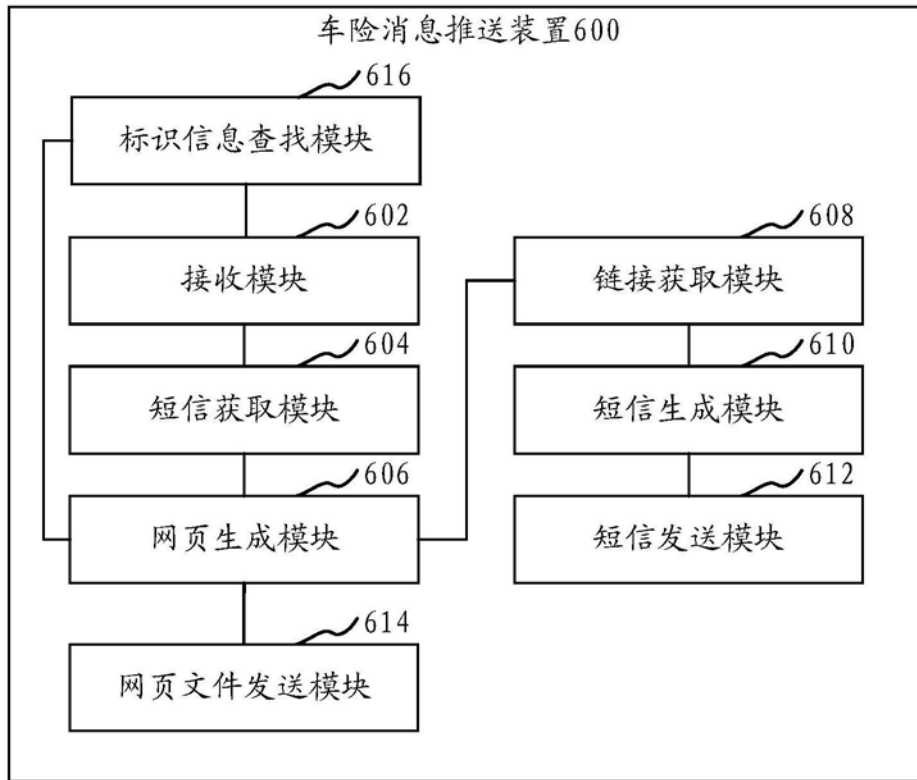 车险消息推送装置600
616
标识信息查找模块
602
接收模块
604
短信获取模块
606
网页生成模块
614
网页文件发送模块
608
链接获取模块
610
短信生成模块
612
短信发送模块